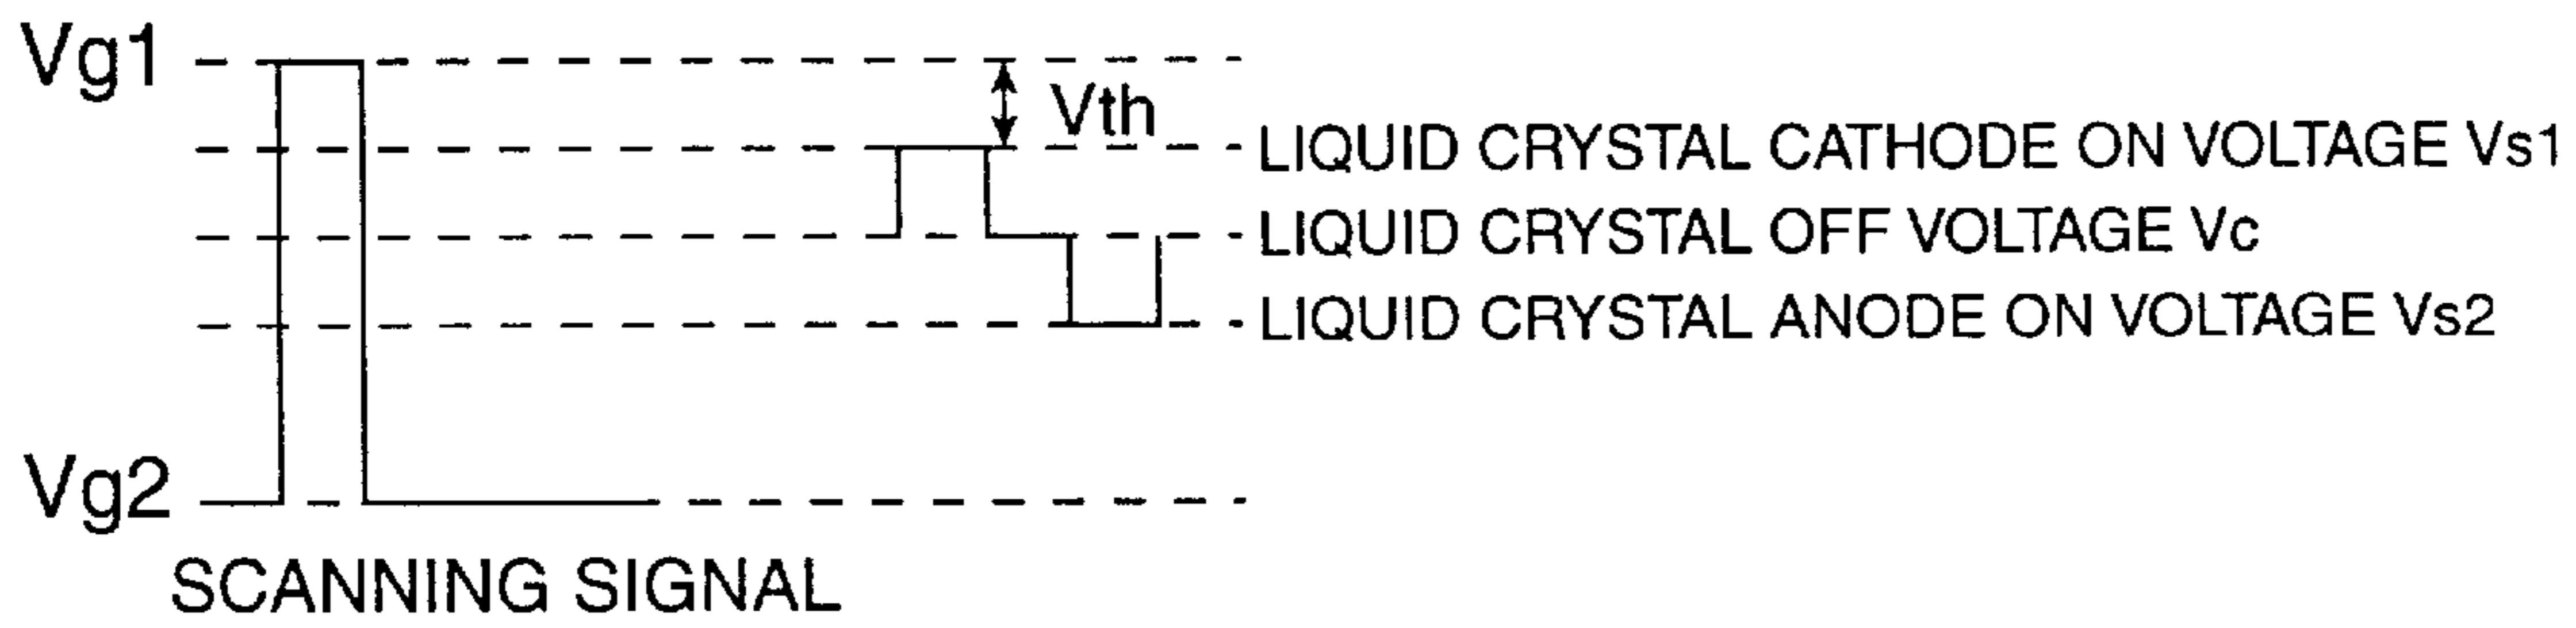 Vg1
Vth
LIQUID CRYSTAL CATHODE ON VOLTAGE Vs1
LIQUID CRYSTAL OFF VOLTAGE Vc
LIQUID CRYSTAL ANODE ON VOLTAGE Vs2
Vg2
SCANNING SIGNAL